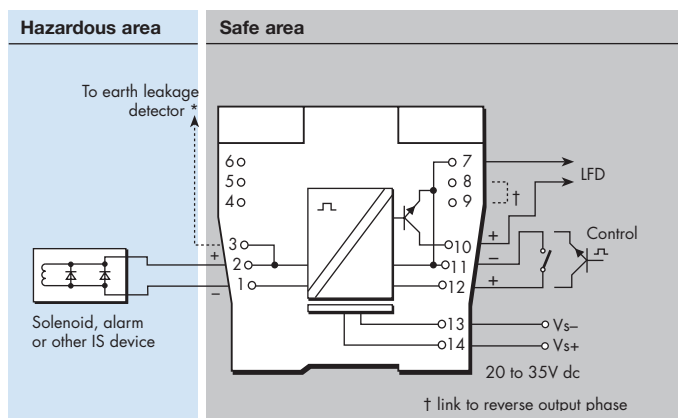 Hazardous area
Safe area
To earth leakage
detector *
6
5
4
3
+
2
1
–
Solenoid, alarm
or other IS device
7
8
9
†
LFD
10
+
11
–
12
+
Control
13
Vs–
14
Vs+
20 to 35V dc
† link to reverse output phase